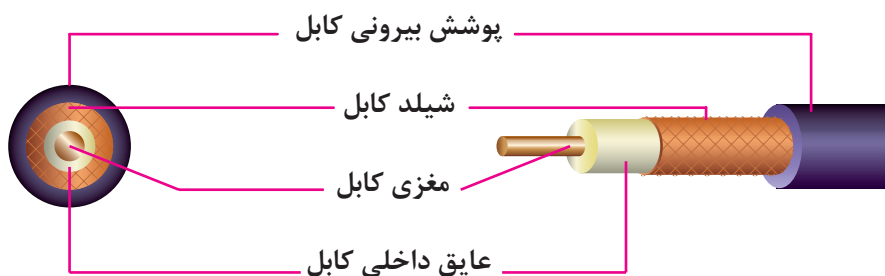 پوشش بیرونی کابل
شیلد کابل
مغزی کابل
عایق داخلی کابل